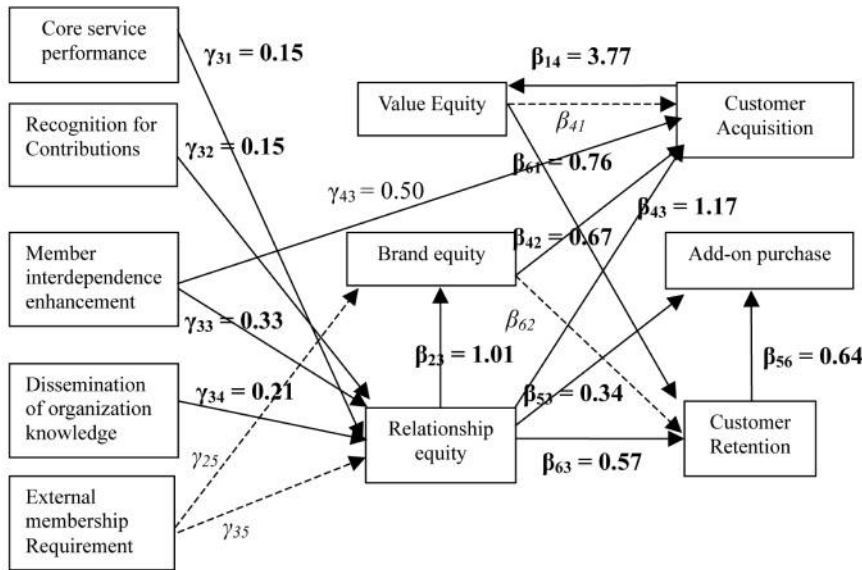 Core service
performance
γ31 = 0.15
β14 = 3.77
Value Equity
Customer
Acquisition
β41
Recognition for
Contributions
γ32 = 0.15
β61 = 0.76
γ43 = 0.50
β43 = 1.17
Member
interdependence
enhancement
Brand equity
β42 = 0.67
Add-on purchase
γ33 = 0.33
β62
β23 = 1.01
β56 = 0.64
Dissemination
of organization
knowledge
γ34 = 0.21
β53 = 0.34
Relationship
equity
Customer
Retention
γ25
β63 = 0.57
External
membership
Requirement
γ35